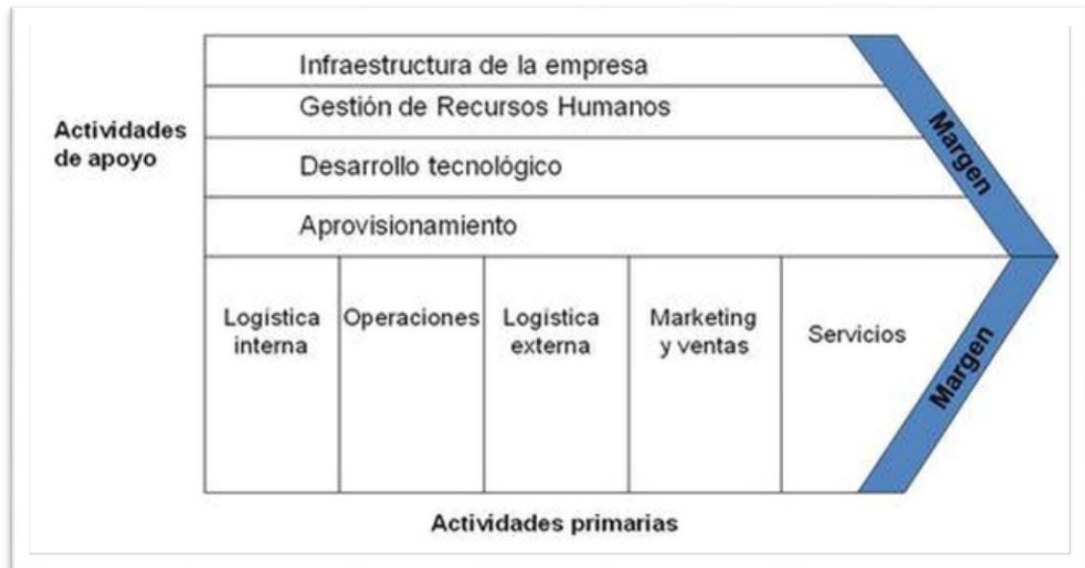 Infraestructura de la empresa
Gestión de Recursos Humanos
Actividades
de apoyo
Desarrollo tecnológico
Aprovisionamiento
Margen
Logística
interna
Operaciones
Logística
externa
Marketing
y ventas
Servicios
Margen
Actividades primarias